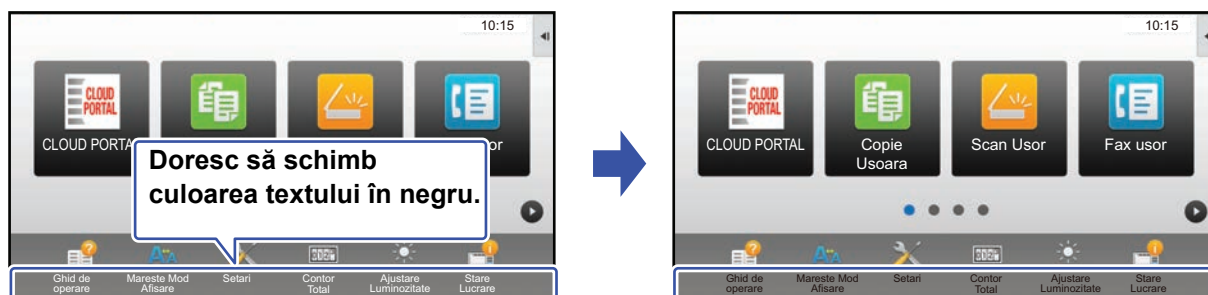 10:15
CLOUD
PORTAL
CLOUD PORTA
or
Doresc să schimb
culoarea textului în negru.
Ghid de
operare
Mareste Mod
Afisare
Setari
Contor
Total
Ajustare
Luminozitate
Stare
Lucrare
10:15
CLOUD
PORTAL
CLOUD PORTAL
Copie
Usoara
Scan Usor
Fax usor
Ghid de
operare
Mareste Mod
Afisare
Setari
Contor
Total
Ajustare
Luminozitate
Stare
Lucrare